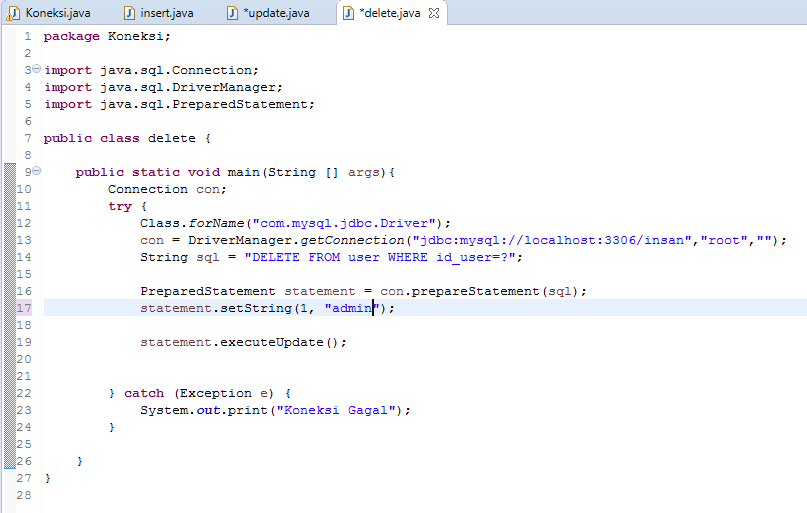 Koneksi.java insert.java *update.java *delete.java
1 package Koneksi;
2
3 import java.sql.Connection;
4 import java.sql.DriverManager;
5 import java.sql.PreparedStatement;
6
7 public class delete {
8
9 public static void main(String [] args){
10 Connection con;
11 try {
12 Class.forName("com.mysql.jdbc.Driver");
13 con = DriverManager.getConnection("jdbc:mysql://localhost:3306/insan","root","");
14 String sql = "DELETE FROM user WHERE id_user=?";
15
16 PreparedStatement statement = con.prepareStatement(sql);
17 statement.setString(1, "admin");
18
19 statement.executeUpdate();
20
21
22 } catch (Exception e) {
23 System.out.print("Koneksi Gagal");
24 }
25
26 }
27 }
28